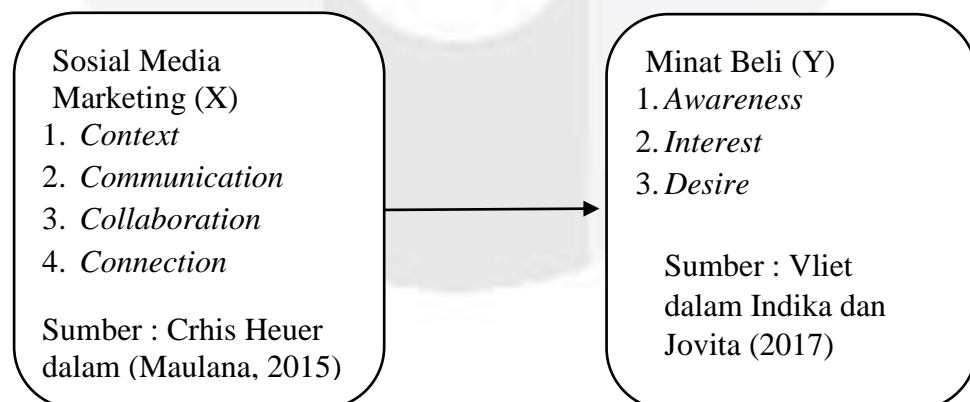 Sosial Media
Marketing (X)
1. Context
2. Communication
3. Collaboration
4. Connection
Sumber : Crhis Heuer
dalam (Maulana, 2015)
Minat Beli (Y)
1. Awareness
2. Interest
3. Desire
Sumber : Vliet
dalam Indika dan
Jovita (2017)